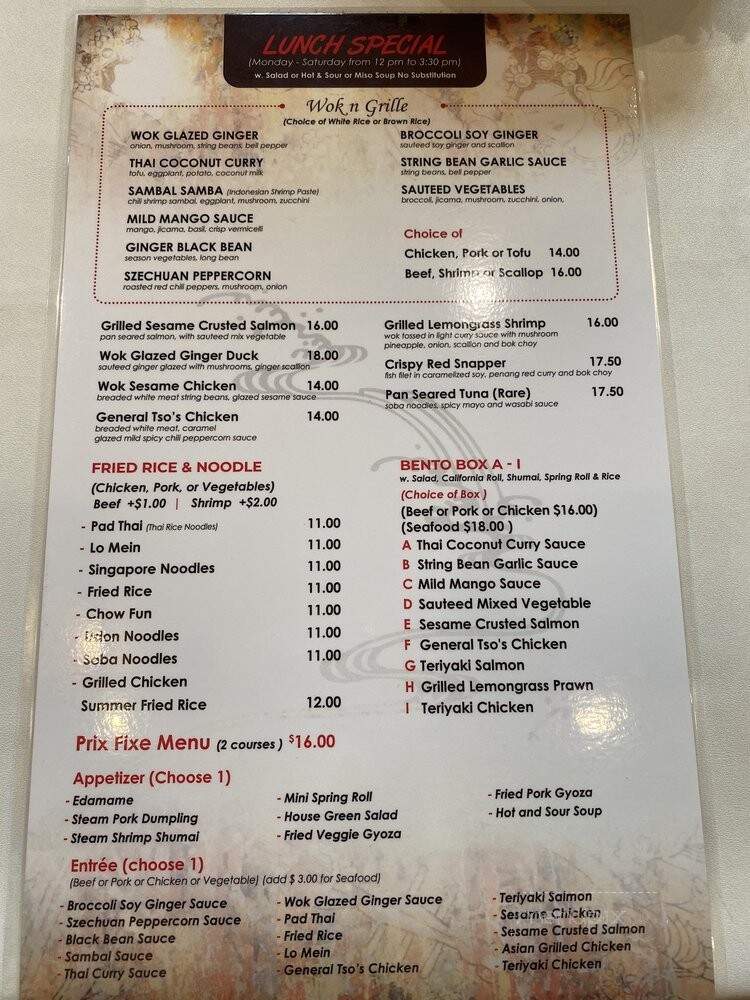 LUNCH SPECIAL
(Monday - Saturday from 12 pm to 3:30 pm)
w. Salad or Hot & Sour or Miso Soup No Substitution
Wok n Grille
(Choice of White Rice or Brown Rice)
WOK GLAZED GINGER
onion, mushroom, string beans, bell pepper
THAI COCONUT CURRY
tofu, eggplant, potato, coconut milk
SAMBAL SAMBA (Indonesian Shrimp Paste)
chili shrimp sambal, eggplant, mushroom, zucchini
MILD MANGO SAUCE
mango, jicama, basil, crisp vermicelli
GINGER BLACK BEAN
season vegetables, long bean
SZECHUAN PEPPERCORN
roasted red chili peppers, mushroom, onion
BROCCOLI SOY GINGER
sauteed soy ginger and scallion
STRING BEAN GARLIC SAUCE
string beans, bell pepper
SAUTEED VEGETABLES
broccoli, jicama, mushroom, zucchini, onion,
Choice of
Chicken, Pork or Tofu 14.00
Beef, Shrimp or Scallop 16.00
Grilled Sesame Crusted Salmon 16.00
pan seared salmon, with sauteed mix vegetable
Wok Glazed Ginger Duck 18.00
sauteed ginger glazed with mushrooms, ginger scallion
Wok Sesame Chicken 14.00
breaded white meat string beans, glazed sesame sauce
General Tso's Chicken 14.00
breaded white meat, caramel
glazed mild spicy chili peppercorn sauce
Grilled Lemongrass Shrimp 16.00
wok tossed in light curry sauce with mushroom
pineapple, onion, scallion and bok choy
Crispy Red Snapper 17.50
fish filet in caramelized soy, penang red curry and bok choy
Pan Seared Tuna (Rare) 17.50
soba noodles, spicy mayo and wasabi sauce
FRIED RICE & NOODLE
(Chicken, Pork, or Vegetables)
Beef +$1.00 | Shrimp +$2.00
- Pad Thai (Thai Rice Noodles) 11.00
- Lo Mein 11.00
- Singapore Noodles 11.00
- Fried Rice 11.00
- Chow Fun 11.00
- Udon Noodles 11.00
- Soba Noodles 11.00
- Grilled Chicken
Summer Fried Rice 12.00
BENTO BOX A - I
w. Salad, California Roll, Shumai, Spring Roll & Rice
(Choice of Box )
(Beef or Pork or Chicken $16.00)
(Seafood $18.00 )
A Thai Coconut Curry Sauce
B String Bean Garlic Sauce
C Mild Mango Sauce
D Sauteed Mixed Vegetable
E Sesame Crusted Salmon
F General Tso's Chicken
G Teriyaki Salmon
H Grilled Lemongrass Prawn
I Teriyaki Chicken
Prix Fixe Menu (2 courses ) $16.00
Appetizer (Choose 1)
- Edamame
- Steam Pork Dumpling
- Steam Shrimp Shumai
- Mini Spring Roll
- House Green Salad
- Fried Veggie Gyoza
- Fried Pork Gyoza
- Hot and Sour Soup
Entrée (choose 1)
(Beef or Pork or Chicken or Vegetable) (add $ 3.00 for Seafood)
- Broccoli Soy Ginger Sauce
- Szechuan Peppercorn Sauce
- Black Bean Sauce
- Sambal Sauce
- Thai Curry Sauce
- Wok Glazed Ginger Sauce
- Pad Thai
- Fried Rice
- Lo Mein
- General Tso's Chicken
- Teriyaki Salmon
- Sesame Chicken
- Sesame Crusted Salmon
- Asian Grilled Chicken
- Teriyaki Chicken